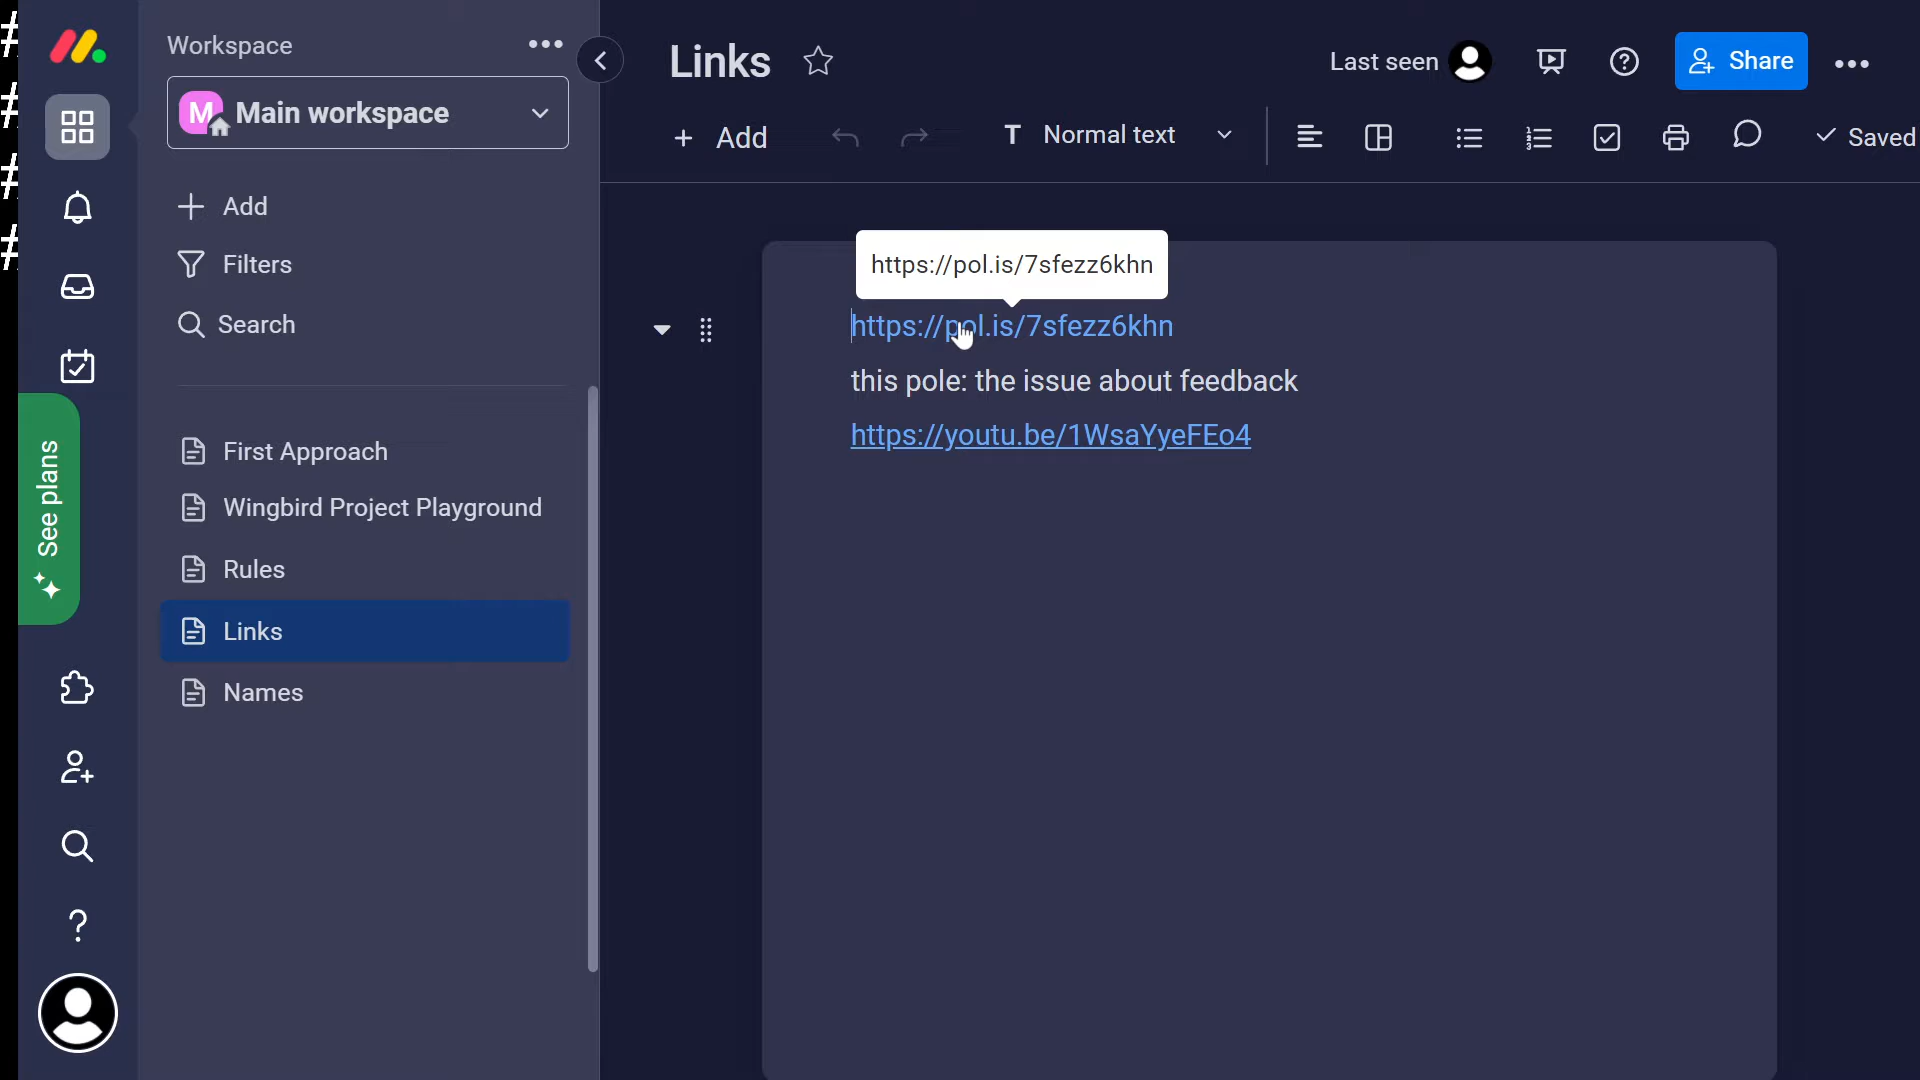 #
#
#
#
Workspace
M Main workspace
Add
Filters
Search
First Approach
Wingbird Project Playground
Rules
Links
Names
See plans
Links
Last seen
Share
+ Add
T Normal text
Saved
https://pol.is/7sfezz6khn
https://pol.is/7sfezz6khn
this pole: the issue about feedback
https://youtu.be/1WsaYyeFEo4